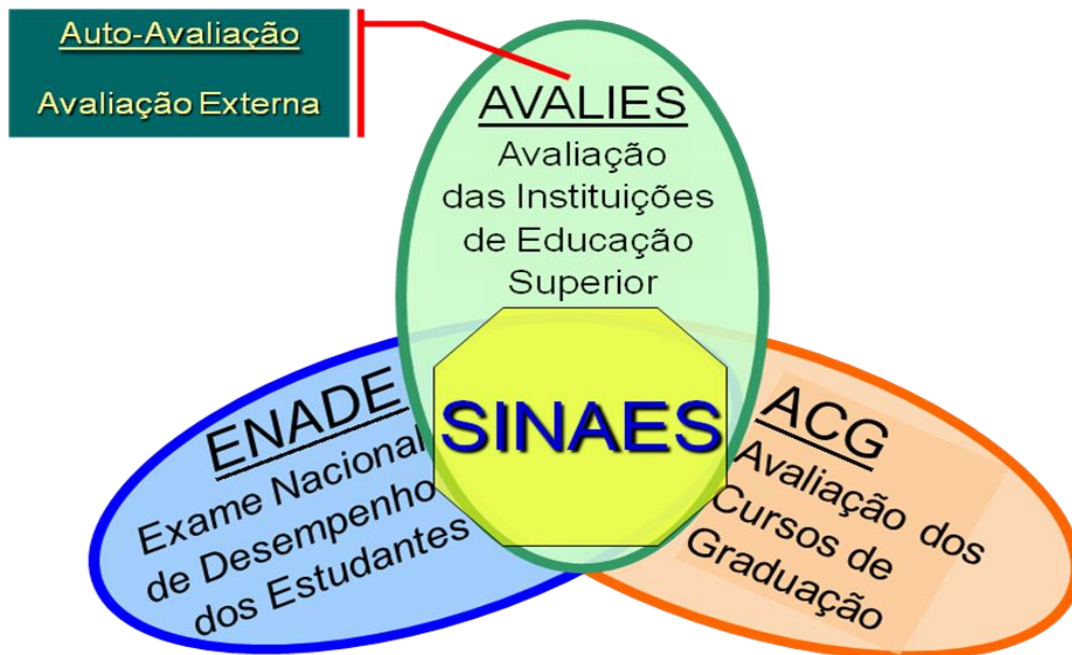 Auto-Avaliação
Avaliação Externa
AVALIES
Avaliação
das Instituições
de Educação
Superior
SINAES
ENADE
Exame Nacional
de Desempenho
dos Estudantes
ACG
Avaliação dos
Cursos de
Graduação